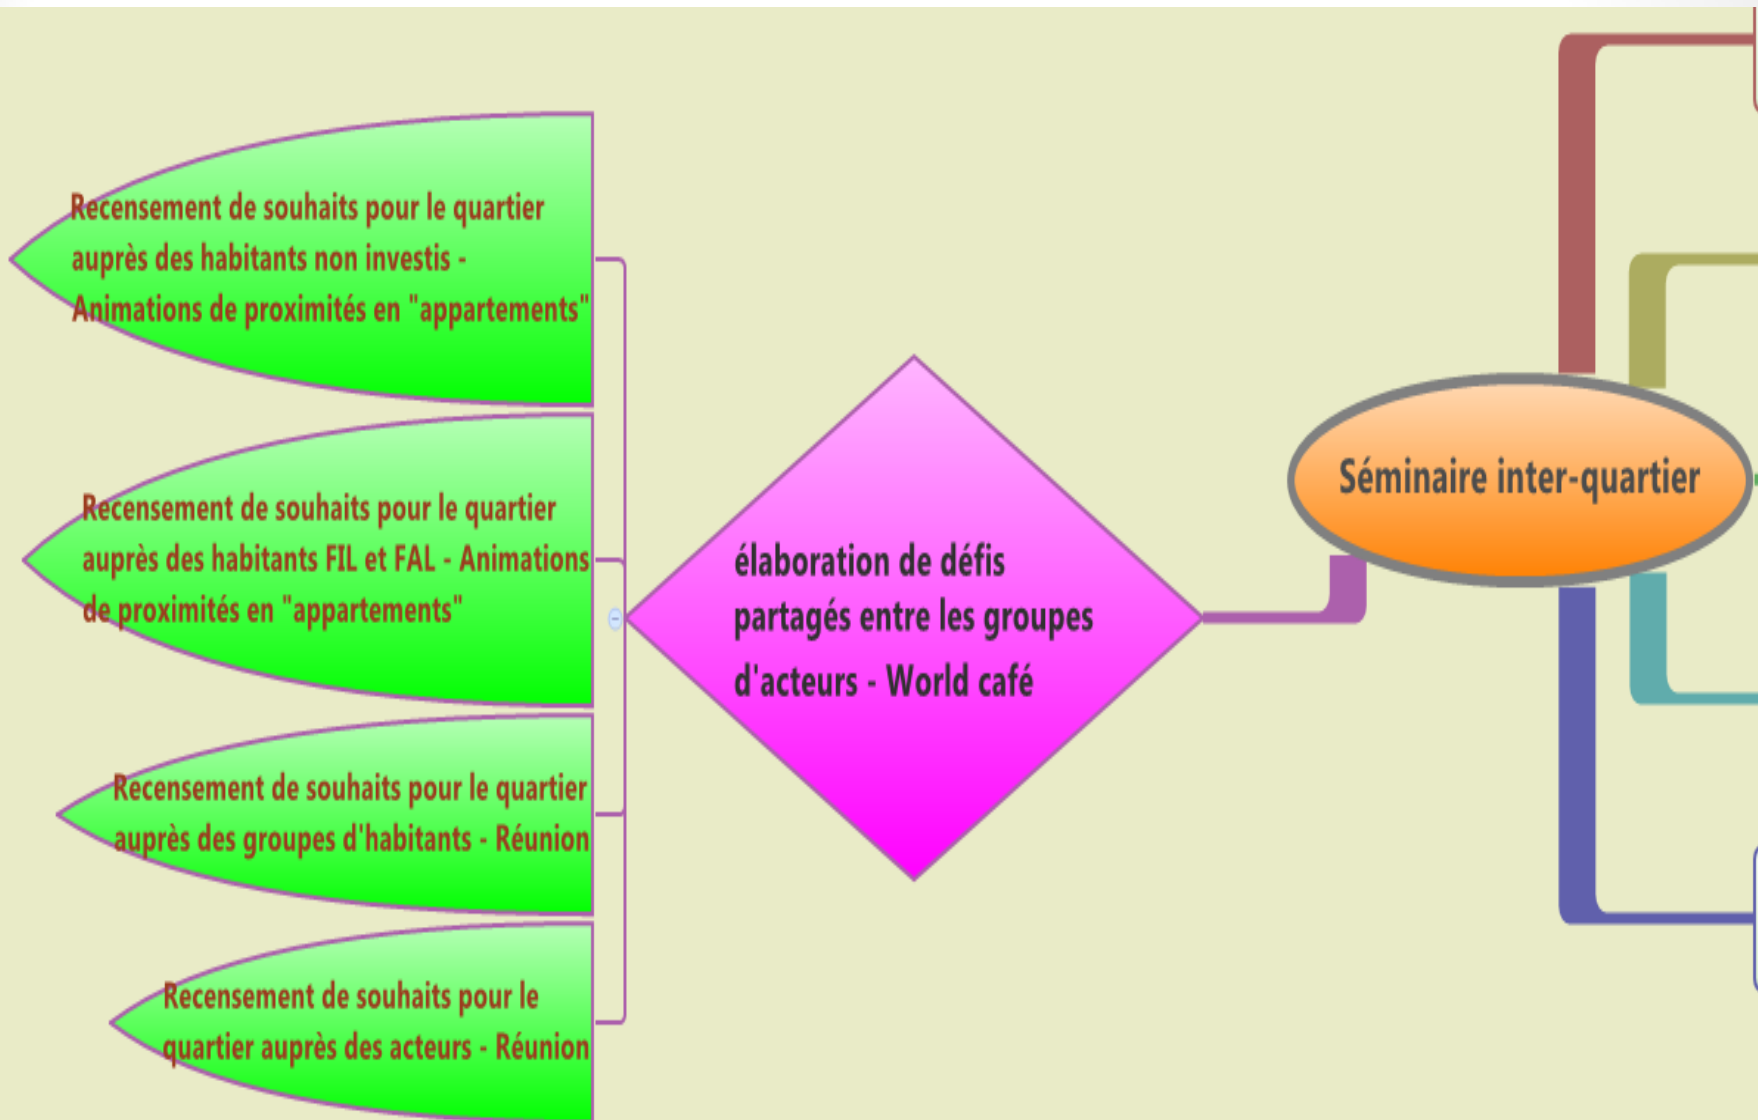 Recensement de souhaits pour le quartier
auprès des habitants non investis -
Animations de proximités en "appartements"
Recensement de souhaits pour le quartier
auprès des habitants FIL et FAL - Animations
de proximités en "appartements"
Recensement de souhaits pour le quartier
auprès des groupes d'habitants - Réunion
Recensement de souhaits pour le
quartier auprès des acteurs - Réunion
élaboration de défis
partagés entre les groupes
d'acteurs - World café
Séminaire inter-quartier